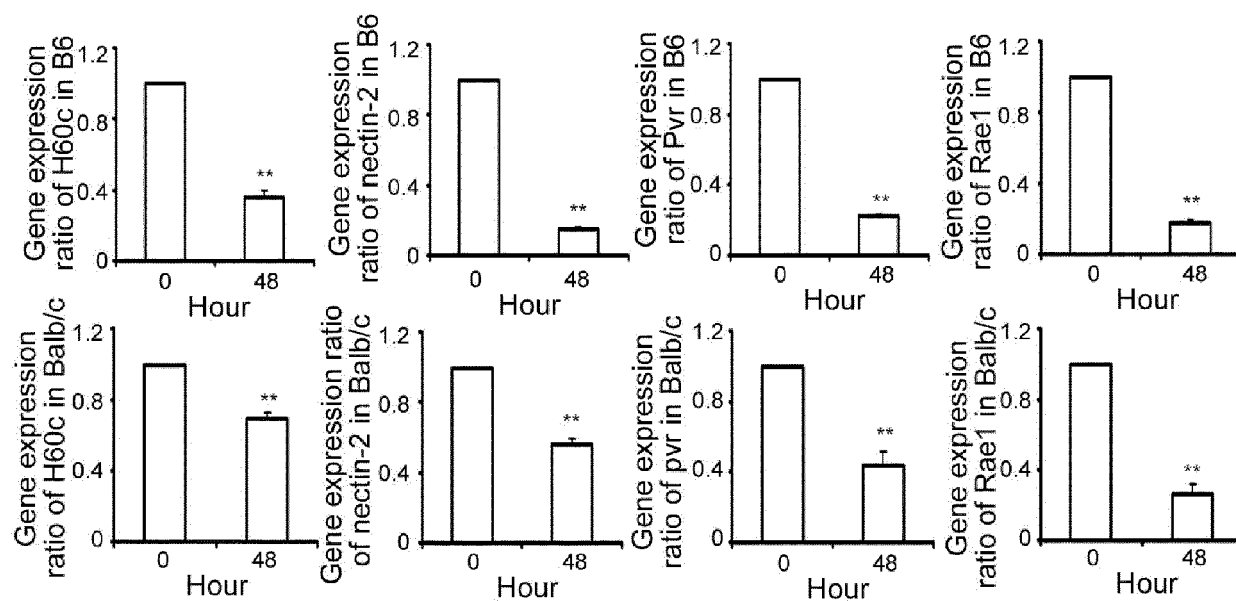 Gene expression
ratio of H60c in B6
1.2
0.8
0.4
0
**
0
48
Hour
Gene expression
ratio of nectin-2 in B6
1.2
0.8
0.4
0
**
0
48
Hour
Gene expression
ratio of Pvr in B6
1.2
0.8
0.4
0
**
0
48
Hour
Gene expression
ratio of Rae1 in B6
1.2
0.8
0.4
0
**
0
48
Hour
Gene expression
ratio of H60c in Balb/c
1.2
0.8
0.4
0
**
0
48
Hour
Gene expression ratio
of nectin-2 in Balb/c
1.2
0.8
0.4
0
**
0
48
Hour
Gene expression
ratio of pvr in Balb/c
1.2
0.8
0.4
0
**
0
48
Hour
Gene expression
ratio of Rae1 in Balb/c
1.2
0.8
0.4
0
**
0
48
Hour